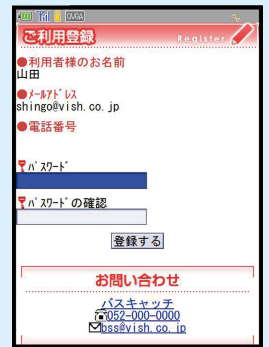 QVGA
ご利用登録
Register
●利用者様のお名前
山田
●ﾒｰﾙｱﾄﾞﾚｽ
shingo@vish.co.jp
●電話番号
ﾊﾟｽﾜｰﾄﾞ
ﾊﾟｽﾜｰﾄﾞの確認
登録する
お問い合わせ
バスキャッチ
☎052-000-0000
bss@vish.co.jp